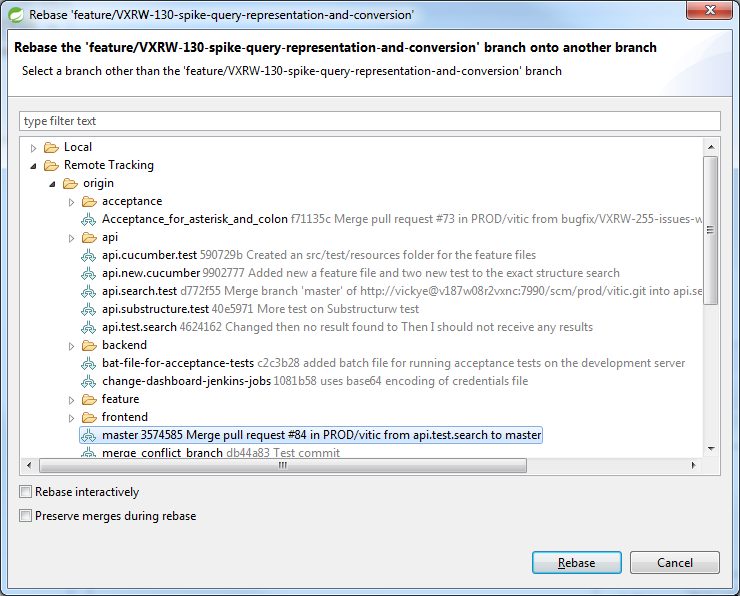 Rebase 'feature/VXRW-130-spike-query-representation-and-conversion'
Rebase the 'feature/VXRW-130-spike-query-representation-and-conversion' branch onto another branch
Select a branch other than the 'feature/VXRW-130-spike-query-representation-and-conversion' branch
type filter text
Local
Remote Tracking
origin
acceptance
Acceptance_for_asterisk_and_colon f71135c Merge pull request #73 in PROD/vitic from bugfix/VXRW-255-issues-w
api
api.cucumber.test 590729b Created an src/test/resources folder for the feature files
api.new.cucumber 9902777 Added new a feature file and two new test to the exact structure search
api.search.test d772f55 Merge branch 'master' of http://vickye@v187w08r2vxnc:7990/scm/prod/vitic.git into api.se
api.substructure.test 40e5971 More test on Substructurw test
api.test.search 4624162 Changed then no result found to Then I should not receive any results
backend
bat-file-for-acceptance-tests c2c3b28 added batch file for running acceptance tests on the development server
change-dashboard-jenkins-jobs 1081b58 uses base64 encoding of credentials file
feature
frontend
master 3574585 Merge pull request #84 in PROD/vitic from api.test.search to master
merge_conflict_branch db44a83 Test commit
Rebase interactively
Preserve merges during rebase
Rebase
Cancel